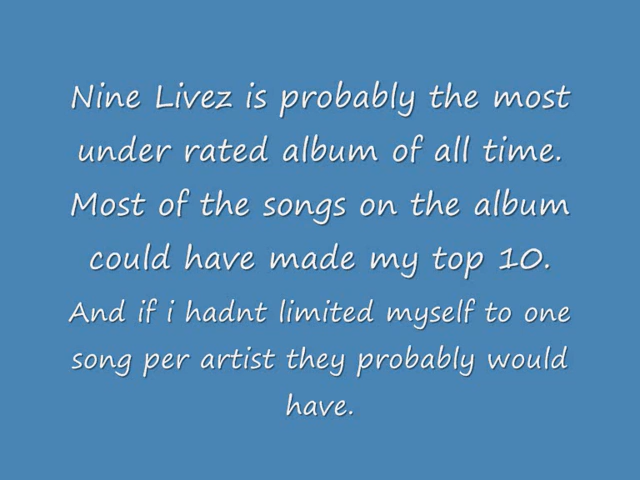 Nine Livez is probably the most
under rated album of all time.
Most of the songs on the album
could have made my top 10.
And if i hadnt limited myself to one
song per artist they probably would
have.